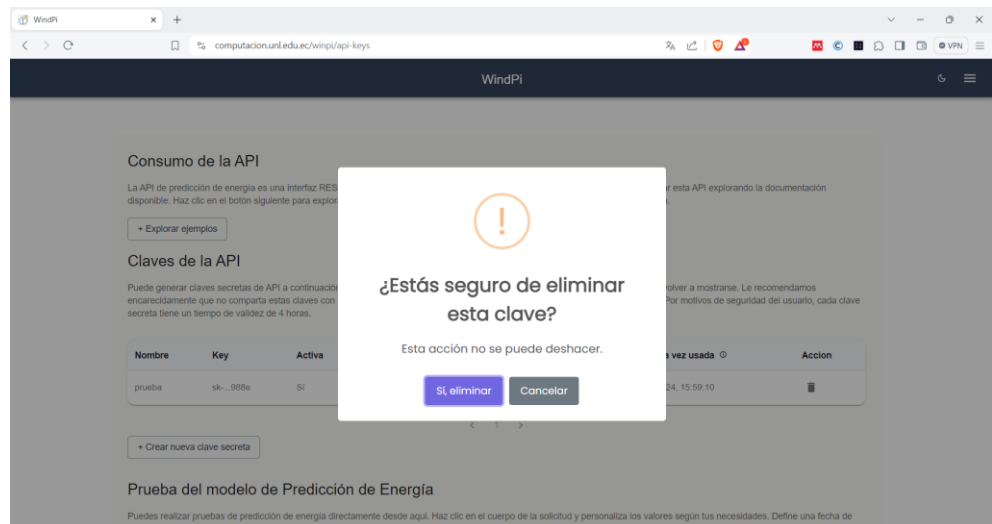 WindPi
computacion.unl.edu.ec/winpi/api-keys
VPN
WindPi
Consumo de la API
La API de predicción de energía es una interfaz RES
r esta API explorando la documentación
disponible. Haz clic en el botón siguiente para explor
+ Explorar ejemplos
Claves de la API
Puede generar claves secretas de API a continuación
volver a mostrarse. Le recomendamos
encarecidamente que no comparta estas claves con
Por motivos de seguridad del usuario, cada clave
secreta tiene un tiempo de validez de 4 horas.
Nombre Key Activa
a vez usada Accion
prueba sk-...988e Sí
24, 15:59:10
!
¿Estás seguro de eliminar
esta clave?
Esta acción no se puede deshacer.
Sí, eliminar Cancelar
< 1 >
+ Crear nueva clave secreta
Prueba del modelo de Predicción de Energía
Puedes realizar pruebas de predicción de energía directamente desde aquí. Haz clic en el cuerpo de la solicitud y personaliza los valores según tus necesidades. Define una fecha de